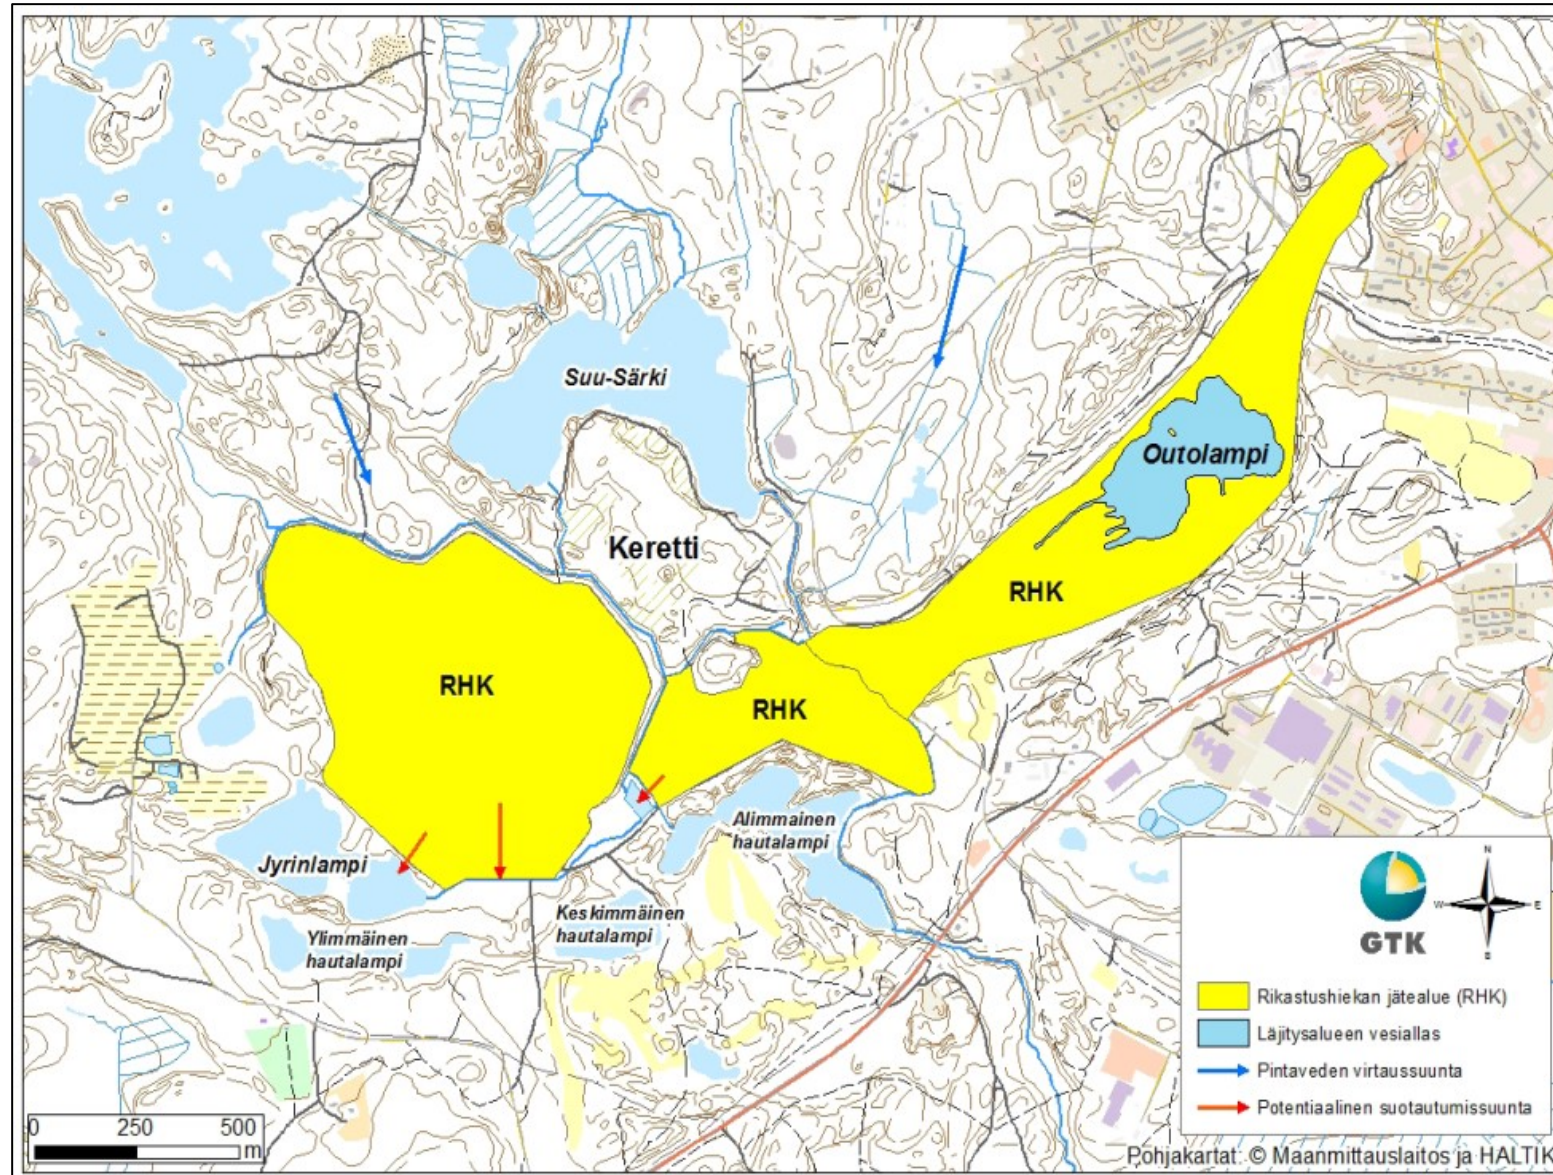 Suu-Särki
Outolampi
Keretti
RHK
RHK
RHK
Alimmainen
hautalampi
Jyrinlampi
Keskimmäinen
hautalampi
Ylimmäinen
hautalampi
N
W
E
S
GTK
Rikastushiekan jätealue (RHK)
Läjitysalueen vesiallas
Pintaveden virtaussuunta
Potentiaalinen suotautumissuunta
0 250 500
m
Pohjakartat: © Maanmittauslaitos ja HALTIK